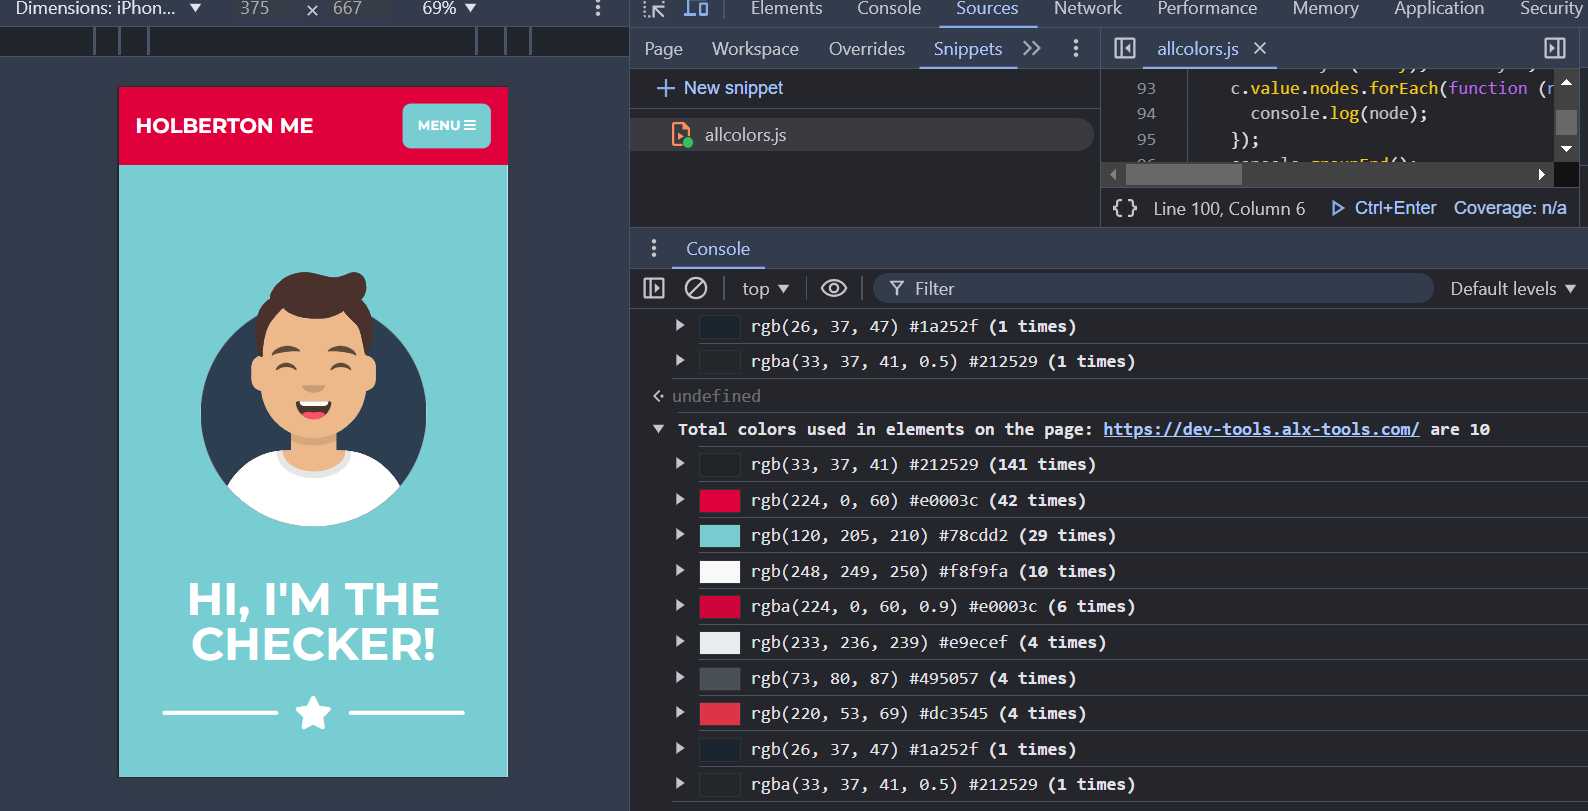 Dimensions: iPhon... ▼ 375 × 667 69% ▼
Elements Console Sources Network Performance Memory Application Security
Page Workspace Overrides Snippets
allcolors.js ×
+ New snippet
allcolors.js
93 c.value.nodes.forEach(function (
94 console.log(node);
95 });
{} Line 100, Column 6 Ctrl+Enter Coverage: n/a
HOLBERTON ME
MENU
HI, I'M THE
CHECKER!
Console
top ▼ Filter Default levels ▼
rgb(26, 37, 47) #1a252f (1 times)
rgba(33, 37, 41, 0.5) #212529 (1 times)
undefined
Total colors used in elements on the page: https://dev-tools.alx-tools.com/ are 10
rgb(33, 37, 41) #212529 (141 times)
rgb(224, 0, 60) #e0003c (42 times)
rgb(120, 205, 210) #78cdd2 (29 times)
rgb(248, 249, 250) #f8f9fa (10 times)
rgba(224, 0, 60, 0.9) #e0003c (6 times)
rgb(233, 236, 239) #e9ecef (4 times)
rgb(73, 80, 87) #495057 (4 times)
rgb(220, 53, 69) #dc3545 (4 times)
rgb(26, 37, 47) #1a252f (1 times)
rgba(33, 37, 41, 0.5) #212529 (1 times)